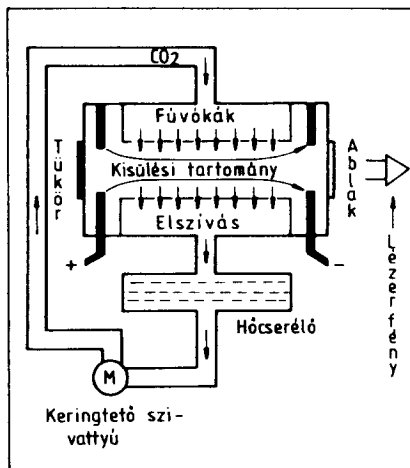 CO2
Fúvókák
Tükör
Kisülési tartomány
Ablak
Elszívás
+
-
Lézerfény
Hőcserélő
M
Keringtető szi-
vattyú